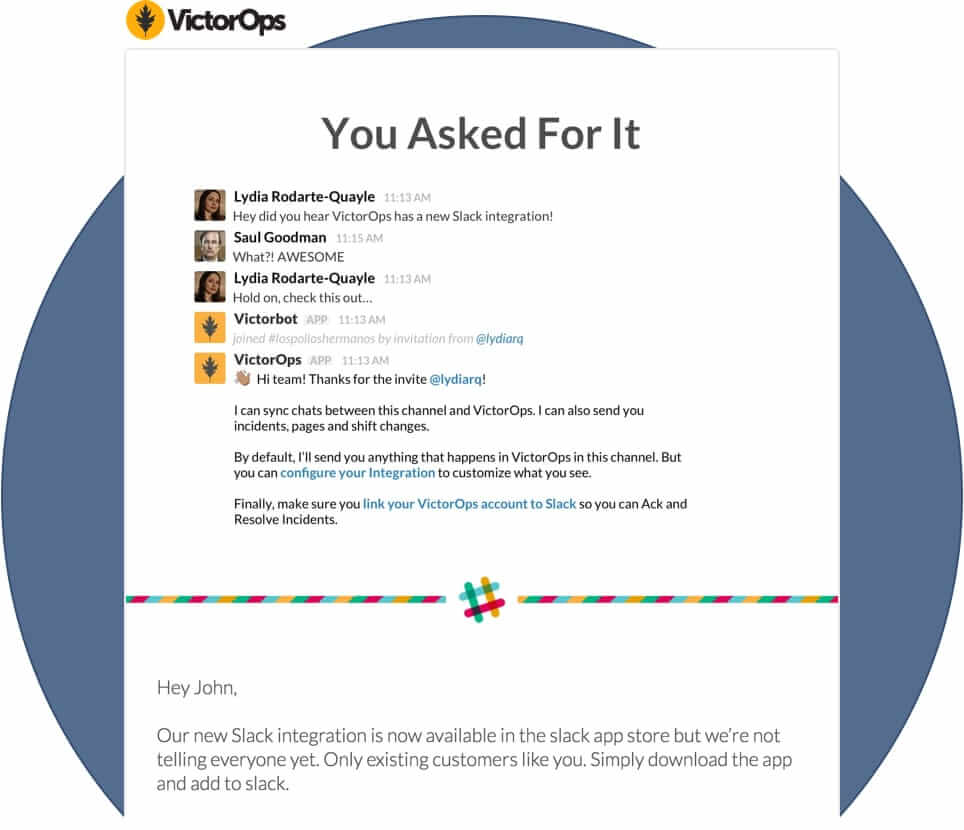 VictorOps
You Asked For It
Lydia Rodarte-Quayle 11:13 AM
Hey did you hear VictorOps has a new Slack integration!
Saul Goodman 11:15 AM
What?! AWESOME
Lydia Rodarte-Quayle 11:13 AM
Hold on, check this out...
Victorbot APP 11:13 AM
joined #lospolloshermanos by invitation from @lydiarq
VictorOps APP 11:13 AM
👋🏽 Hi team! Thanks for the invite @lydiarq!
I can sync chats between this channel and VictorOps. I can also send you
incidents, pages and shift changes.
By default, I'll send you anything that happens in VictorOps in this channel. But
you can configure your Integration to customize what you see.
Finally, make sure you link your VictorOps account to Slack so you can Ack and
Resolve Incidents.
Hey John,
Our new Slack integration is now available in the slack app store but we're not
telling everyone yet. Only existing customers like you. Simply download the app
and add to slack.